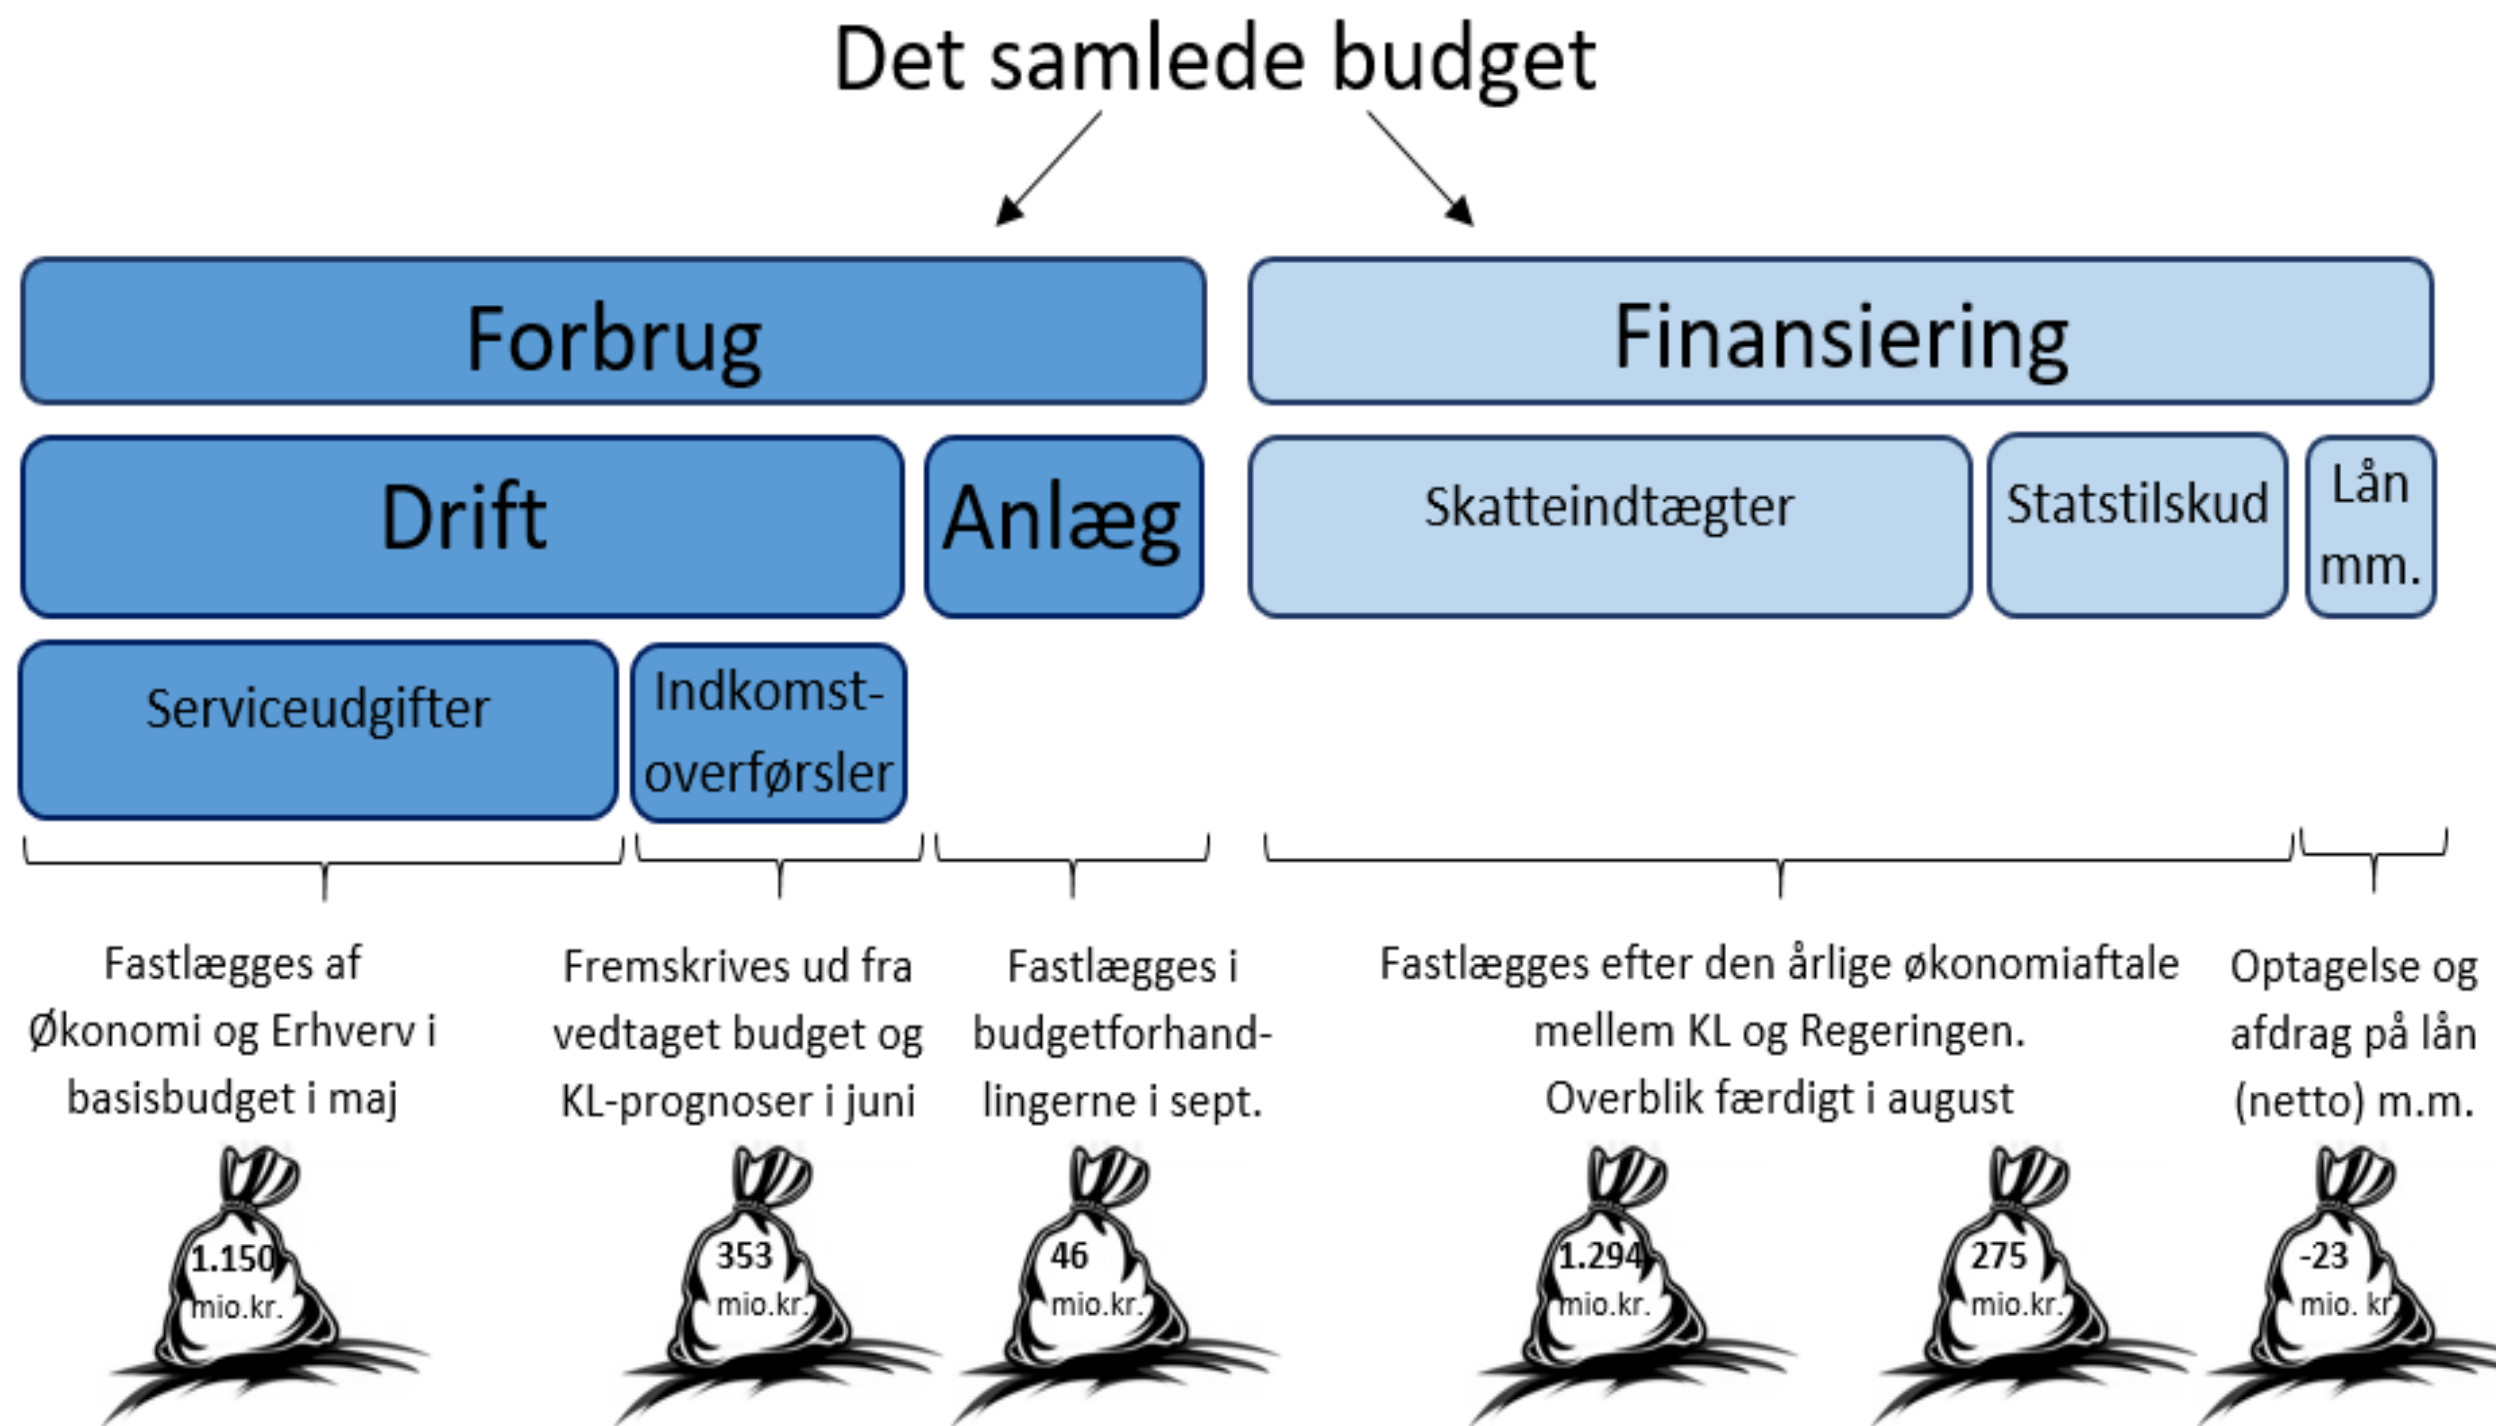 Det samlede budget
Forbrug
Finansiering
Drift
Anlæg
Skatteindtægter
Statstilskud
Lån
mm.
Serviceudgifter
Indkomst-
overførsler
Fastlægges af
Økonomi og Erhverv i
basisbudget i maj
Fremskrives ud fra
vedtaget budget og
KL-prognoser i juni
Fastlægges i
budgetforhand-
lingerne i sept.
Fastlægges efter den årlige økonomiaftale
mellem KL og Regeringen.
Overblik færdigt i august
Optagelse og
afdrag på lån
(netto) m.m.
1.150
mio.kr.
353
mio.kr.
46
mio.kr.
1.294
mio.kr.
275
mio.kr.
-23
mio. kr.